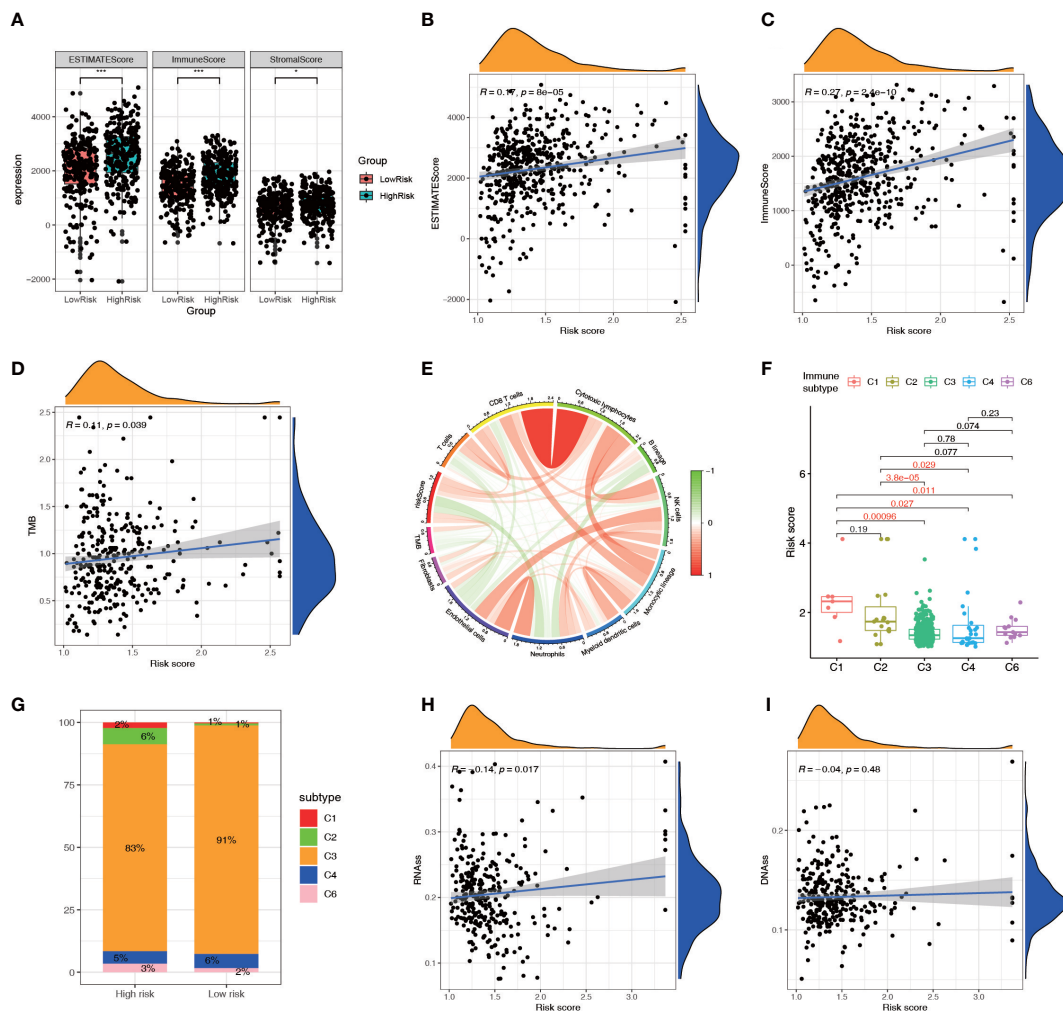 A
ESTIMATEScore ImmuneScore StromalScore
*** *** *
expression
4000
2000
0
−2000
LowRisk HighRisk LowRisk HighRisk LowRisk HighRisk
Group
Group
LowRisk
HighRisk
B
R = 0.17, p = 8e−05
ESTIMATEScore
4000
2000
0
−2000
1.0 1.5 2.0 2.5
Risk score
C
R = 0.27, p = 2.4e−10
ImmuneScore
3000
2000
1000
0
1.0 1.5 2.0 2.5
Risk score
D
R = 0.11, p = 0.039
TMB
2.5
2.0
1.5
1.0
0.5
1.0 1.5 2.0 2.5
Risk score
E
CD8 T cells
Cytotoxic lymphocytes
B lineage
NK cells
Monocytic lineage
Myeloid dendritic cells
Neutrophils
Endothelial cells
Fibroblasts
TMB
riskScore
T cells
−1
0
1
F
Immune
subtype
C1 C2 C3 C4 C6
0.23
0.074
0.78
0.077
0.029
3.8e−05
0.011
0.027
0.00096
0.19
Risk score
4
2
C1 C2 C3 C4 C6
G
100
75
50
25
0
2% 1% 1%
6%
83% 91%
5% 6%
3% 2%
High risk Low risk
subtype
C1
C2
C3
C4
C6
H
R = −0.14, p = 0.017
RNAss
0.4
0.3
0.2
0.1
1.0 1.5 2.0 2.5 3.0
Risk score
I
R = −0.04, p = 0.48
DNAss
0.2
0.1
1.0 1.5 2.0 2.5 3.0
Risk score